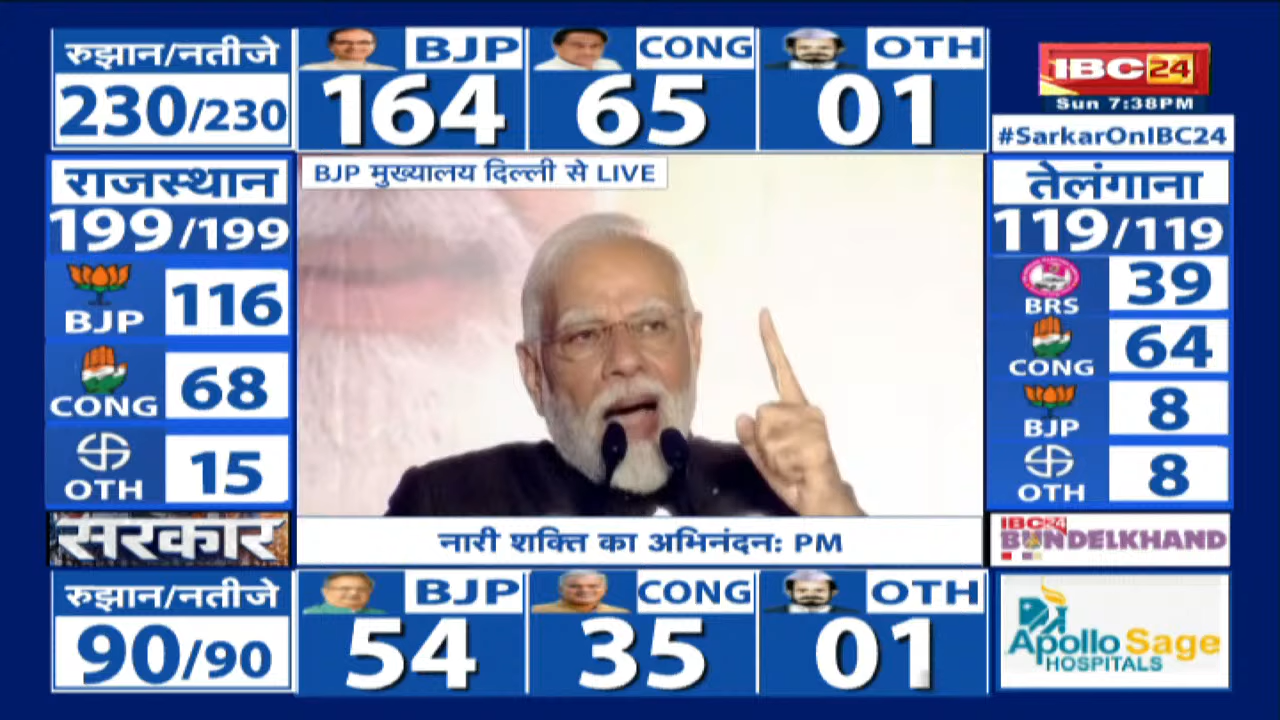 रुझान/नतीजे
230/230
BJP
164
CONG
65
OTH
01
IBC24
Sun 7:38PM
#SarkarOnIBC24
राजस्थान
199/199
BJP
116
CONG
68
OTH
15
सरकार
BJP मुख्यालय दिल्ली से LIVE
नारी शक्ति का अभिनंदन: PM
तेलंगाना
119/119
BRS
39
CONG
64
BJP
8
OTH
8
IBC24
BUNDELKHAND
रुझान/नतीजे
90/90
BJP
54
CONG
35
OTH
01
Apollo Sage
HOSPITALS